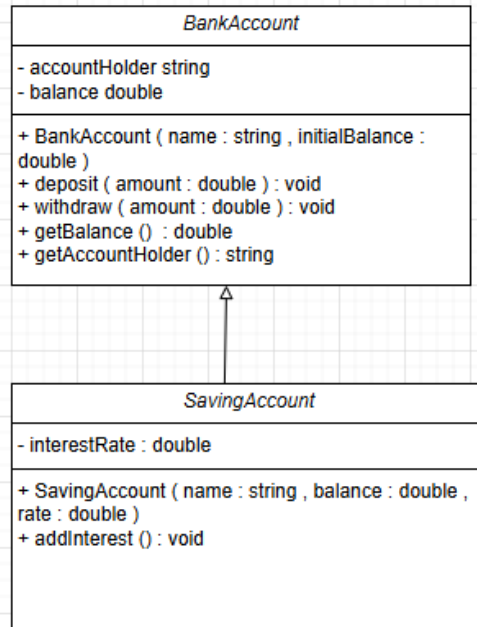 BankAccount
- accountHolder string
- balance double
+ BankAccount ( name : string , initialBalance :
double )
+ deposit ( amount : double ) : void
+ withdraw ( amount : double ) : void
+ getBalance () : double
+ getAccountHolder () : string
SavingAccount
- interestRate : double
+ SavingAccount ( name : string , balance : double ,
rate : double )
+ addInterest () : void